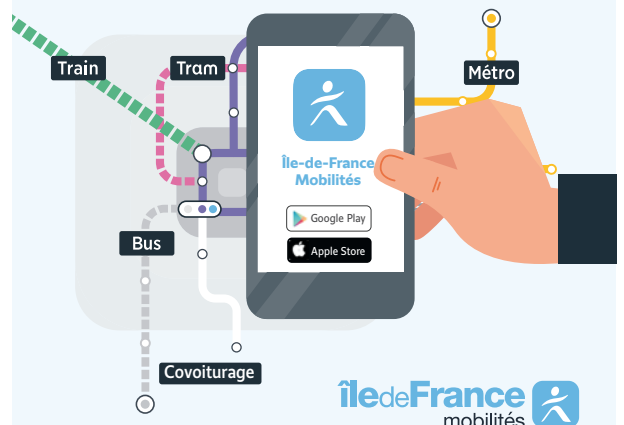 Train
Tram
Métro
Île-de-France
Mobilités
Google Play
Apple Store
Bus
Covoiturage
îledeFrance
mobilités